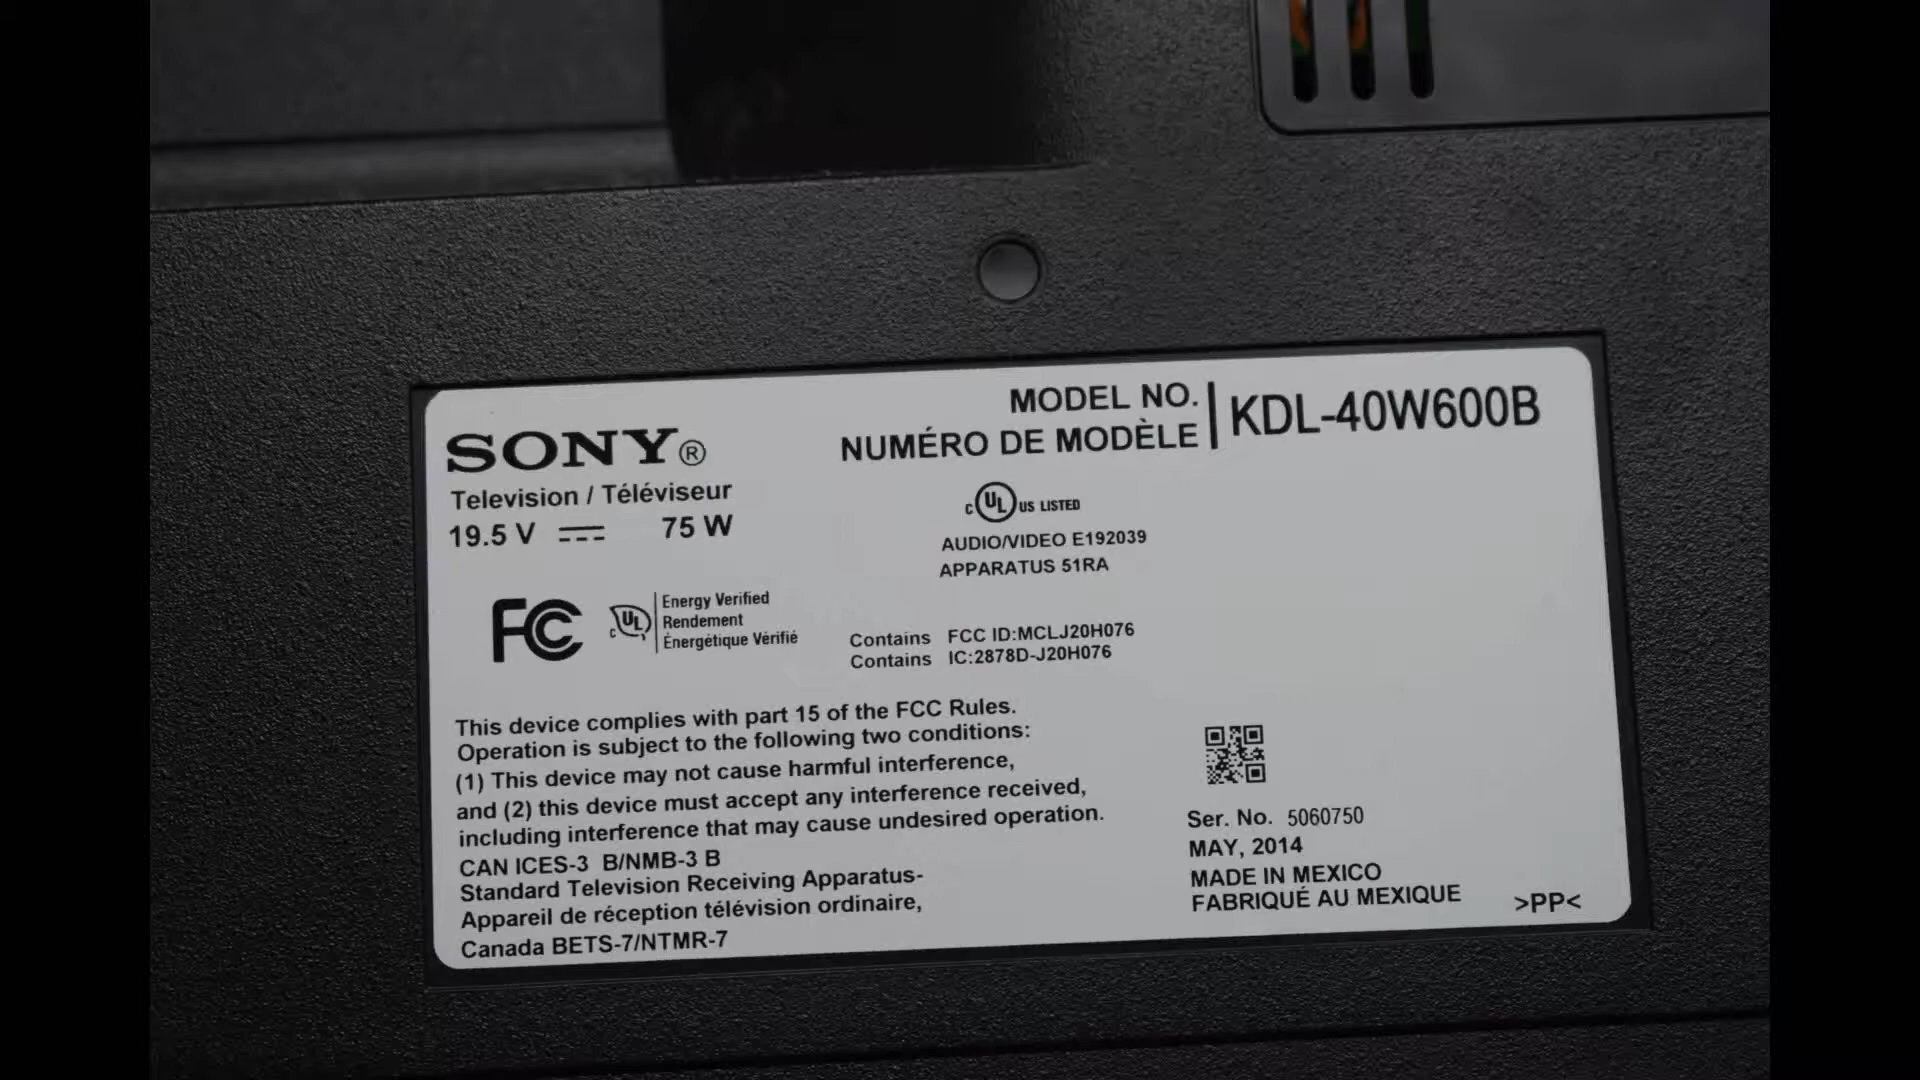 SONY®
Television / Téléviseur
19.5 V 75 W
MODEL NO.
NUMÉRO DE MODÈLE
KDL-40W600B
c UL US LISTED
AUDIO/VIDEO E192039
APPARATUS 51RA
FC
c UL
Energy Verified
Rendement
Énergétique Vérifié
Contains FCC ID:MCLJ20H076
Contains IC:2878D-J20H076
This device complies with part 15 of the FCC Rules.
Operation is subject to the following two conditions:
(1) This device may not cause harmful interference,
and (2) this device must accept any interference received,
including interference that may cause undesired operation.
CAN ICES-3 B/NMB-3 B
Standard Television Receiving Apparatus-
Appareil de réception télévision ordinaire,
Canada BETS-7/NTMR-7
Ser. No. 5060750
MAY, 2014
MADE IN MEXICO
FABRIQUÉ AU MEXIQUE
>PP<